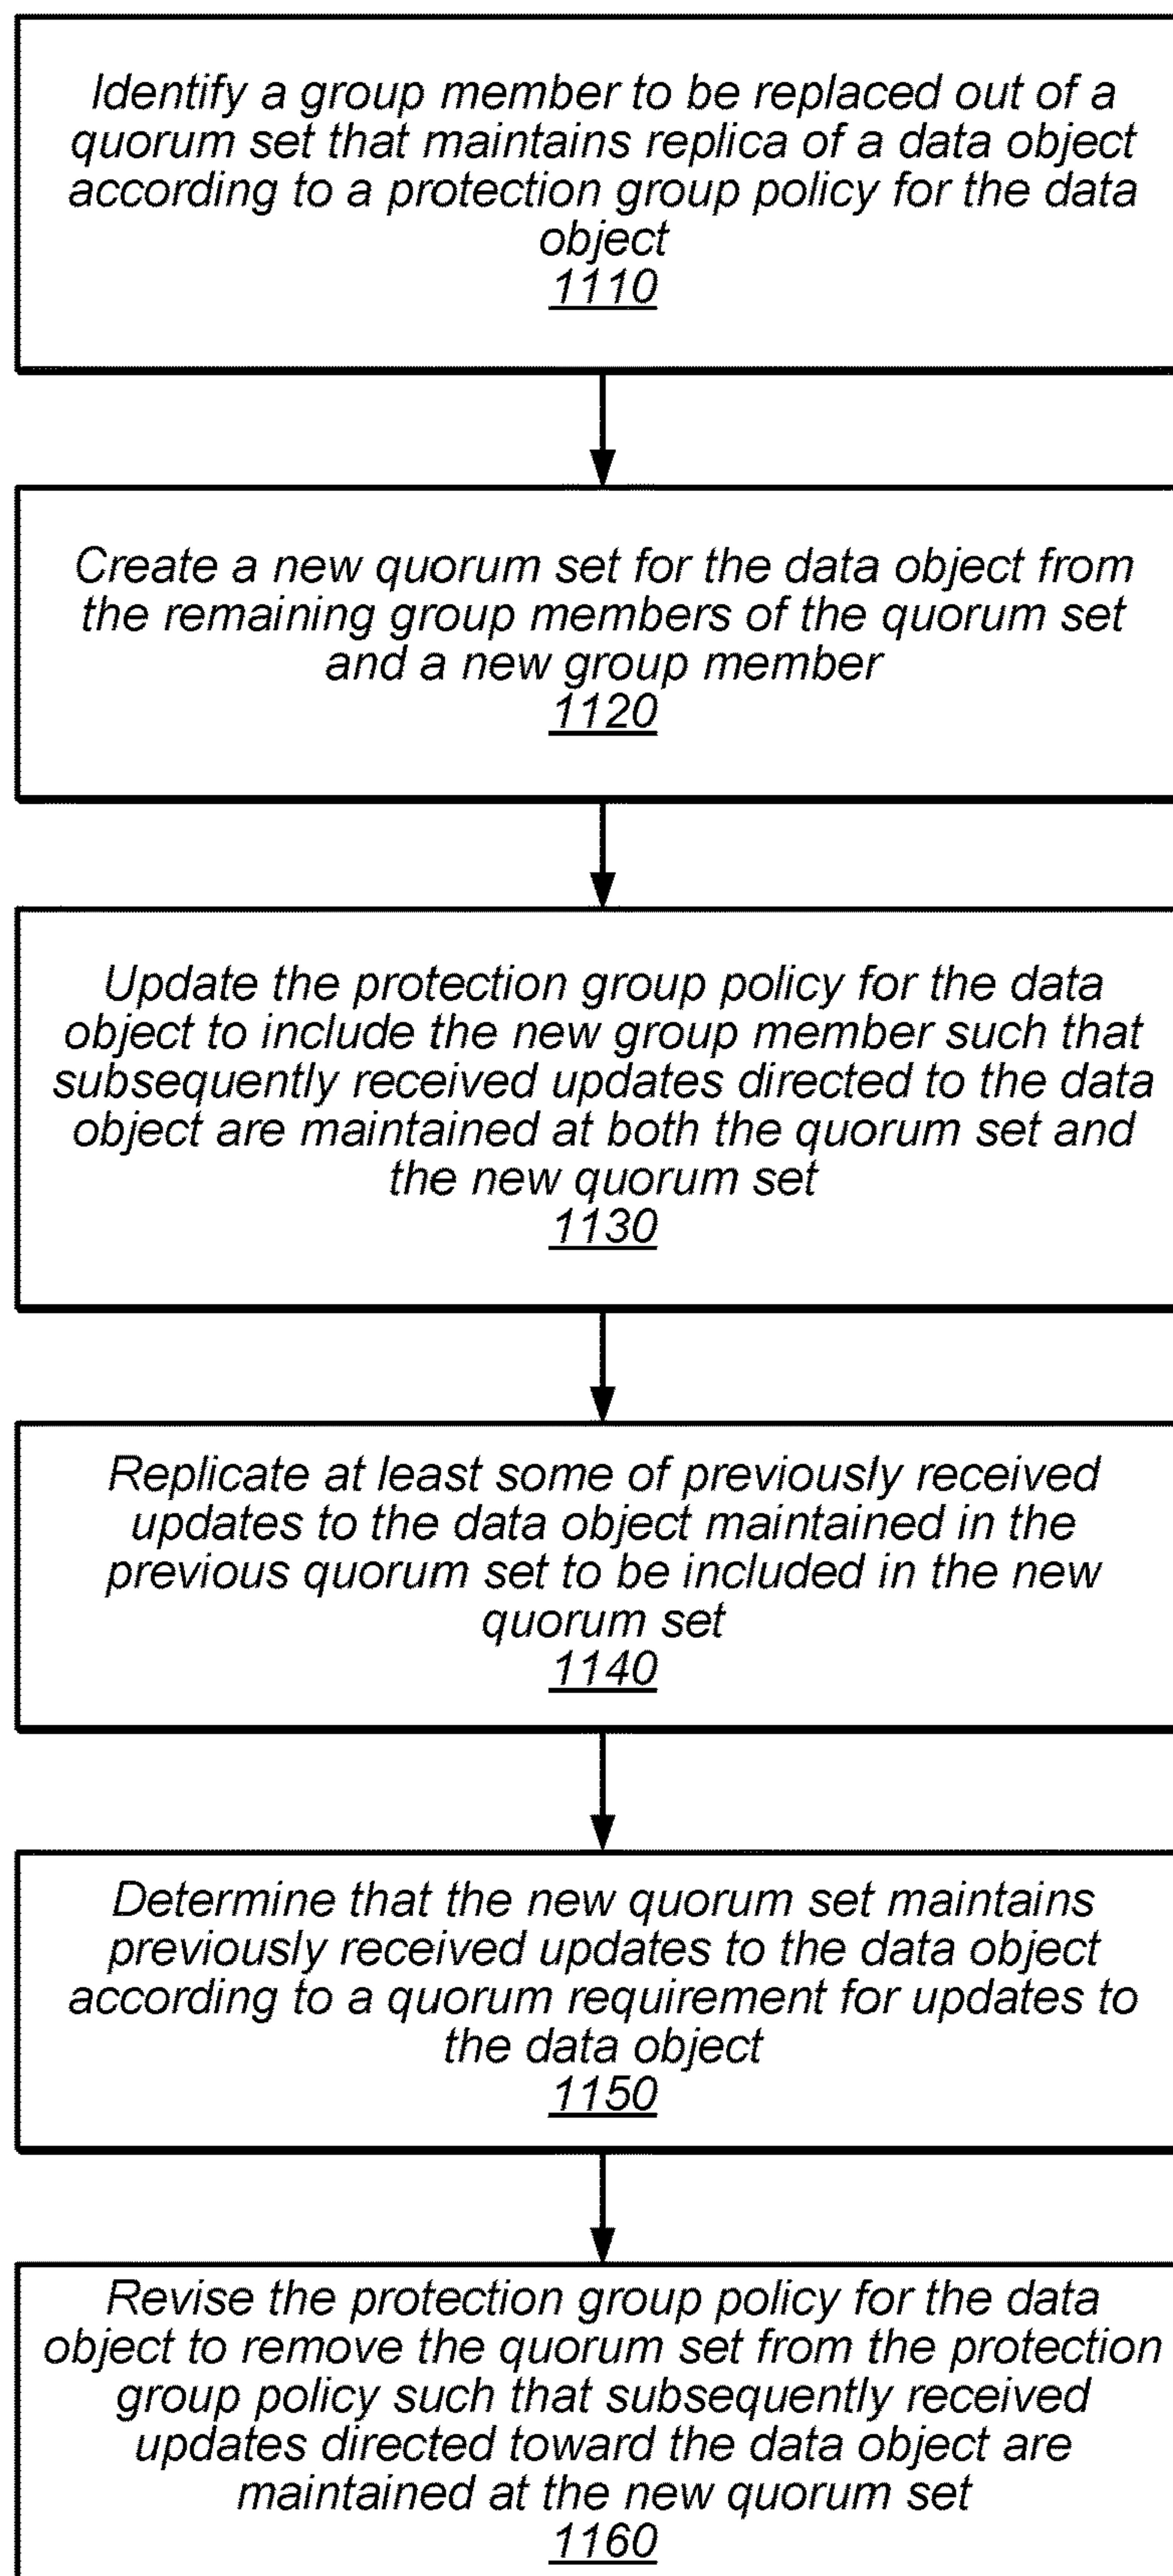 Identify a group member to be replaced out of a
quorum set that maintains replica of a data object
according to a protection group policy for the data
object
1110
Create a new quorum set for the data object from
the remaining group members of the quorum set
and a new group member
1120
Update the protection group policy for the data
object to include the new group member such that
subsequently received updates directed to the data
object are maintained at both the quorum set and
the new quorum set
1130
Replicate at least some of previously received
updates to the data object maintained in the
previous quorum set to be included in the new
quorum set
1140
Determine that the new quorum set maintains
previously received updates to the data object
according to a quorum requirement for updates to
the data object
1150
Revise the protection group policy for the data
object to remove the quorum set from the protection
group policy such that subsequently received
updates directed toward the data object are
maintained at the new quorum set
1160